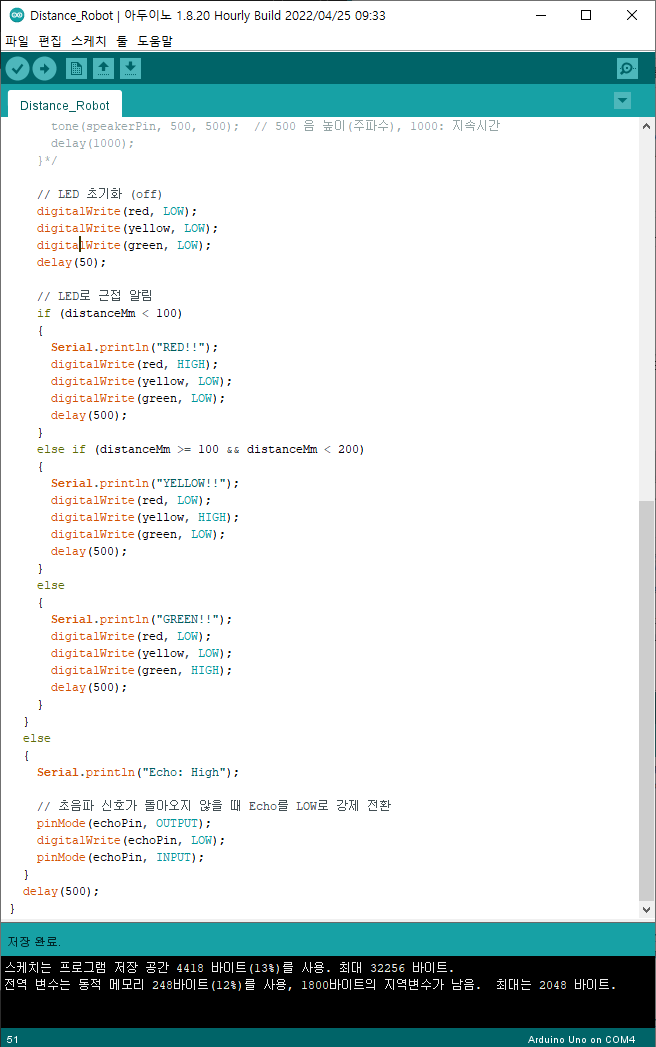 Distance_Robot | 아두이노 1.8.20 Hourly Build 2022/04/25 09:33
파일 편집 스케치 툴 도움말
Distance_Robot
tone(speakerPin, 500, 500);  // 500 음 높이(주파수), 1000: 지속시간
delay(1000);
}*/
// LED 초기화 (off)
digitalWrite(red, LOW);
digitalWrite(yellow, LOW);
digitalWrite(green, LOW);
delay(50);
// LED로 근접 알림
if (distanceMm < 100)
{
Serial.println("RED!!");
digitalWrite(red, HIGH);
digitalWrite(yellow, LOW);
digitalWrite(green, LOW);
delay(500);
}
else if (distanceMm >= 100 && distanceMm < 200)
{
Serial.println("YELLOW!!");
digitalWrite(red, LOW);
digitalWrite(yellow, HIGH);
digitalWrite(green, LOW);
delay(500);
}
else
{
Serial.println("GREEN!!");
digitalWrite(red, LOW);
digitalWrite(yellow, LOW);
digitalWrite(green, HIGH);
delay(500);
}
}
else
{
Serial.println("Echo: High");
// 초음파 신호가 돌아오지 않을 때 Echo를 LOW로 강제 전환
pinMode(echoPin, OUTPUT);
digitalWrite(echoPin, LOW);
pinMode(echoPin, INPUT);
}
delay(500);
}
저장 완료.
스케치는 프로그램 저장 공간 4418 바이트(13%)를 사용. 최대 32256 바이트.
전역 변수는 동적 메모리 248바이트(12%)를 사용, 1800바이트의 지역변수가 남음.  최대는 2048 바이트.
51
Arduino Uno on COM4